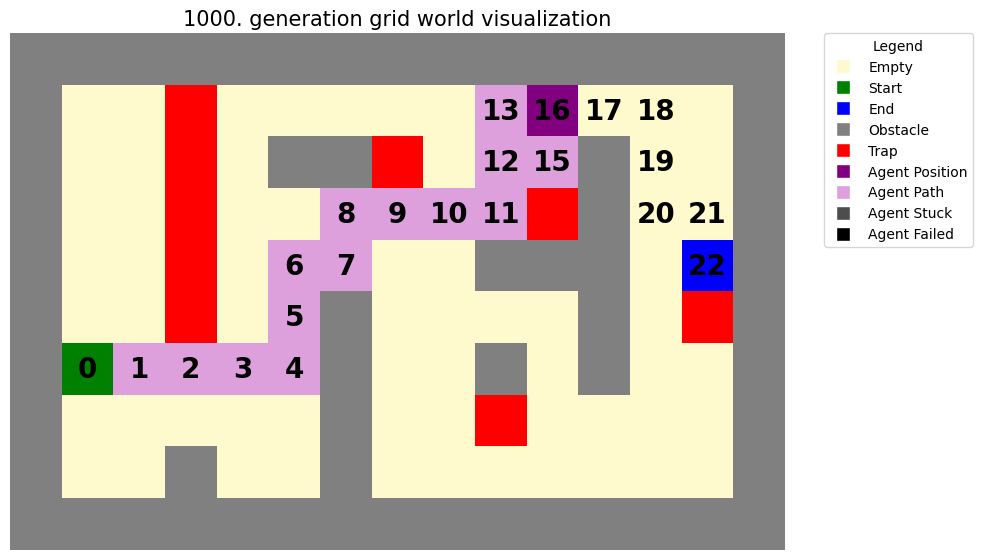 1000. generation grid world visualization
Legend
Empty
Start
End
Obstacle
Trap
Agent Position
Agent Path
Agent Stuck
Agent Failed
13 16 17 18
12 15 19
8 9 10 11 20 21
6 7 22
5
0 1 2 3 4